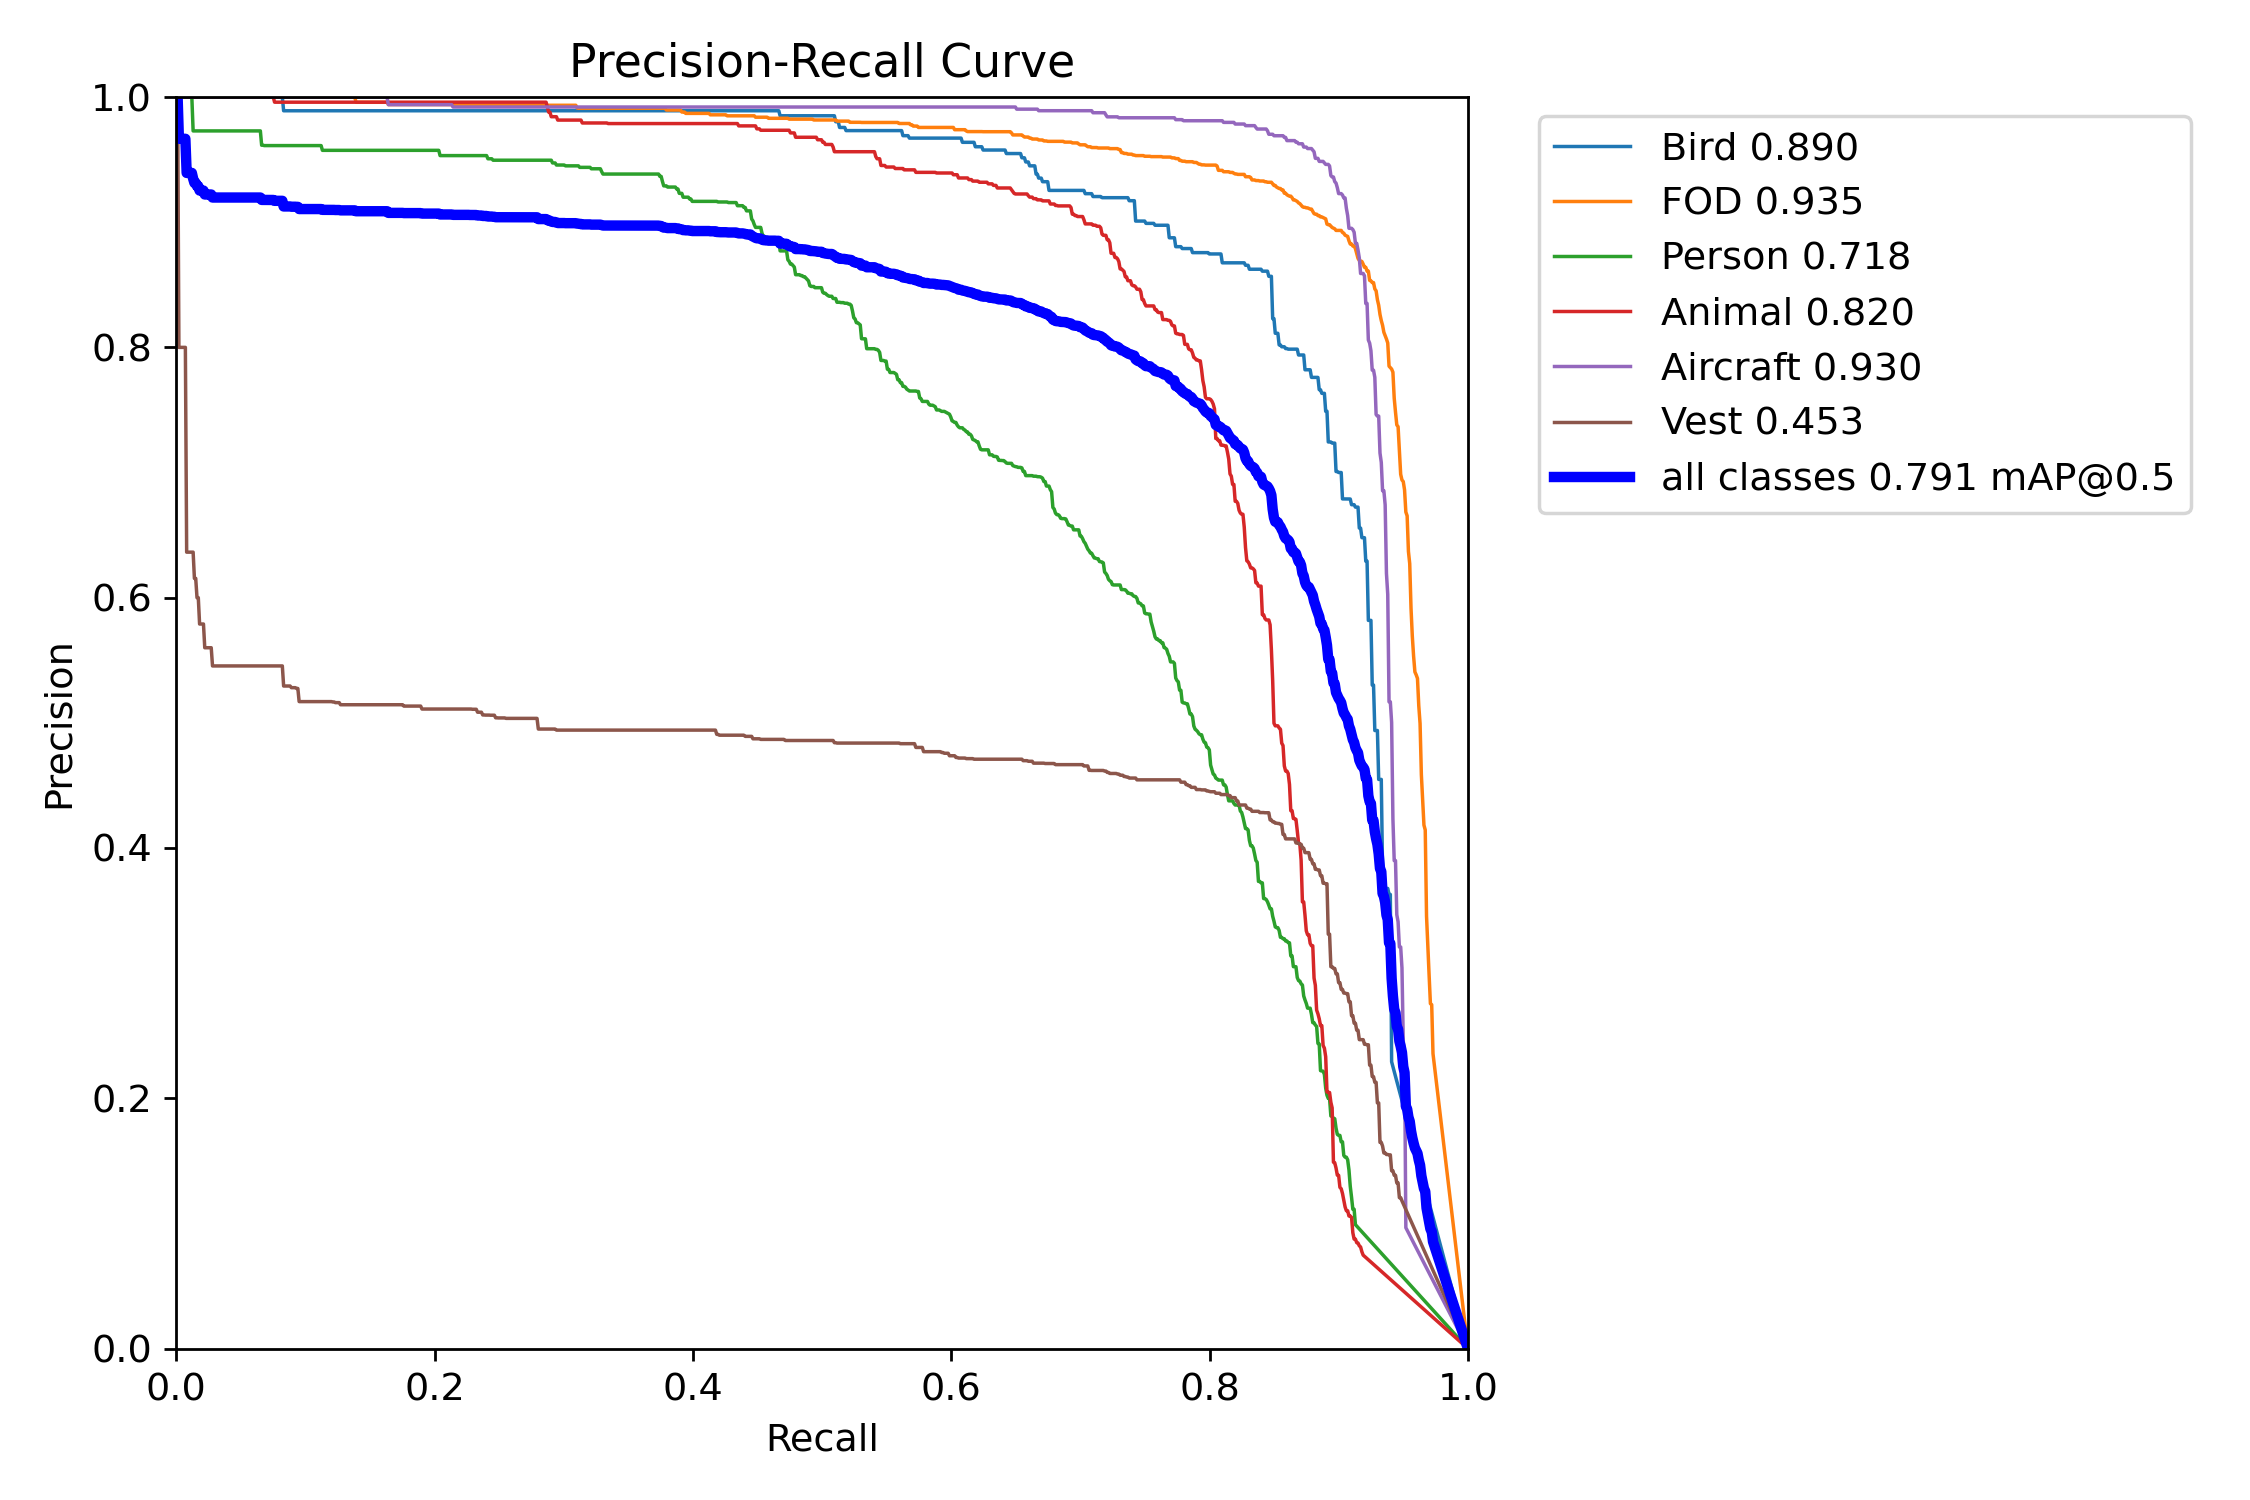 Precision-Recall Curve
1.0
0.8
0.6
0.4
0.2
0.0
Precision
0.0 0.2 0.4 0.6 0.8 1.0
Recall
Bird 0.890
FOD 0.935
Person 0.718
Animal 0.820
Aircraft 0.930
Vest 0.453
all classes 0.791 mAP@0.5